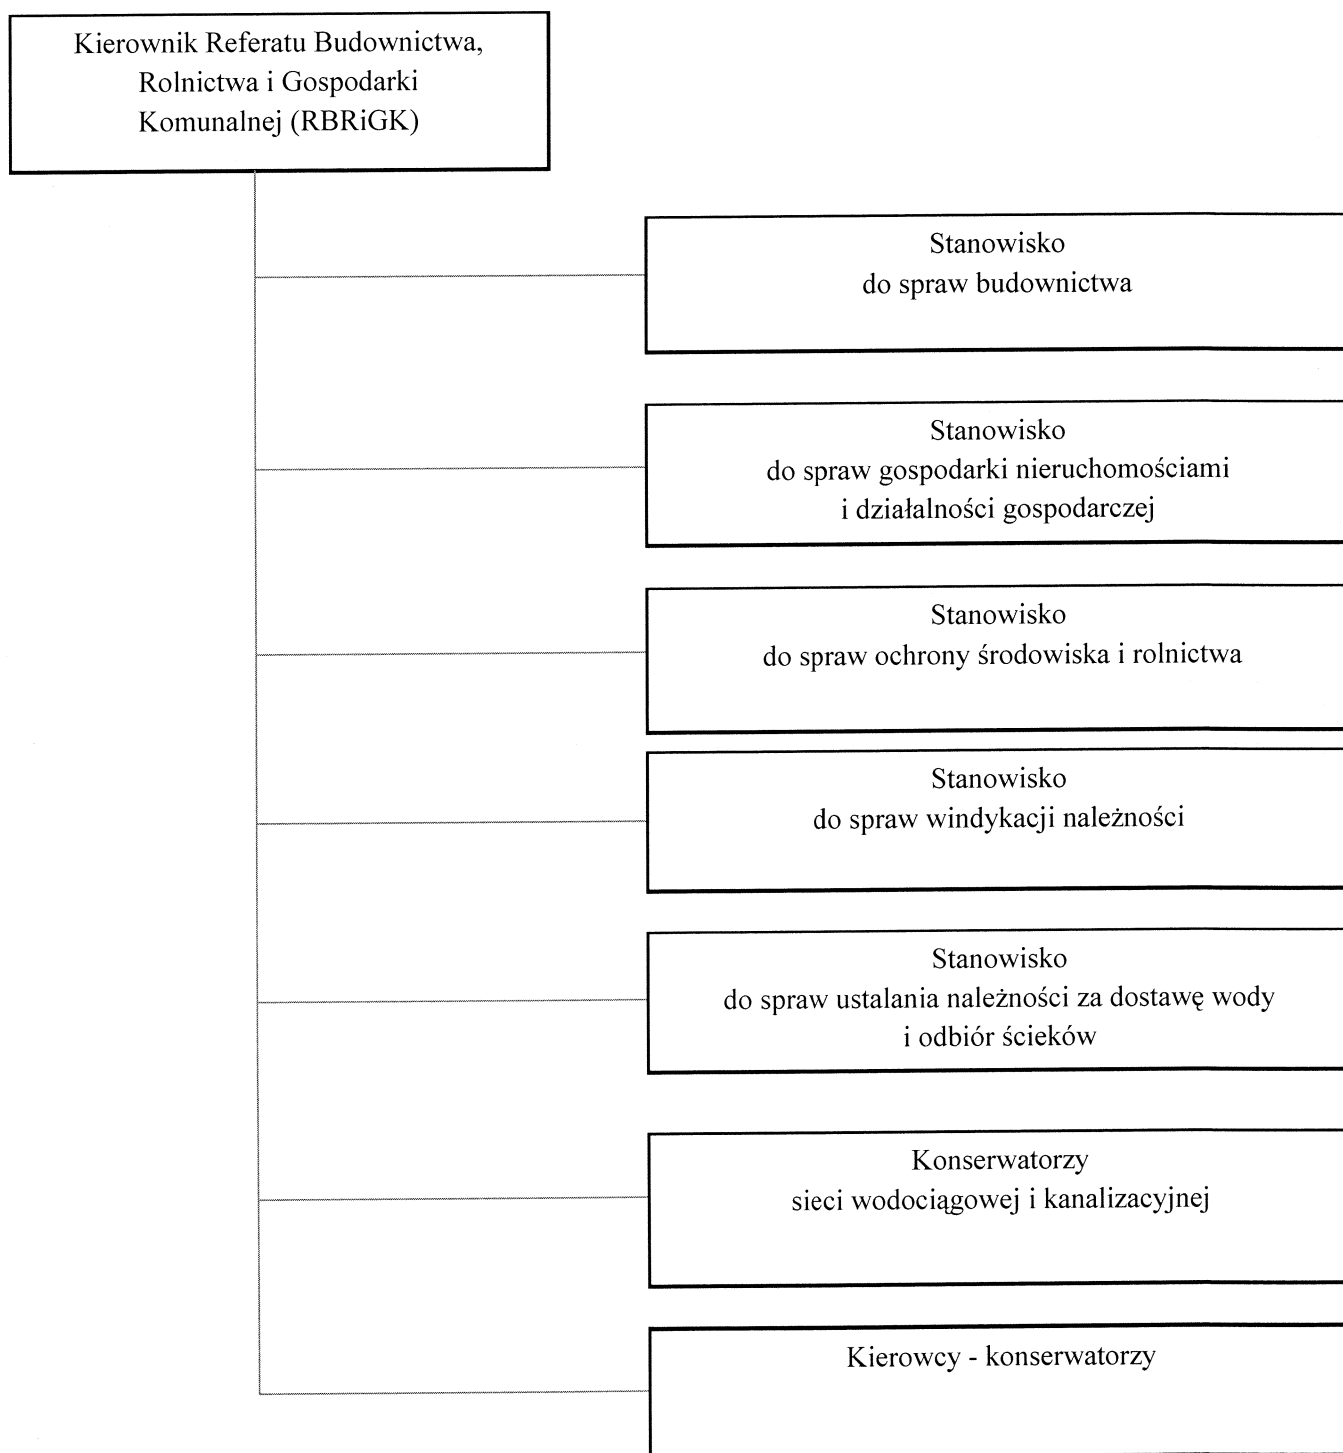 Kierownik Referatu Budownictwa,
Rolnictwa i Gospodarki
Komunalnej (RBRiGK)
Stanowisko
do spraw budownictwa
Stanowisko
do spraw gospodarki nieruchomościami
i działalności gospodarczej
Stanowisko
do spraw ochrony środowiska i rolnictwa
Stanowisko
do spraw windykacji należności
Stanowisko
do spraw ustalania należności za dostawę wody
i odbiór ścieków
Konserwatorzy
sieci wodociągowej i kanalizacyjnej
Kierowcy - konserwatorzy